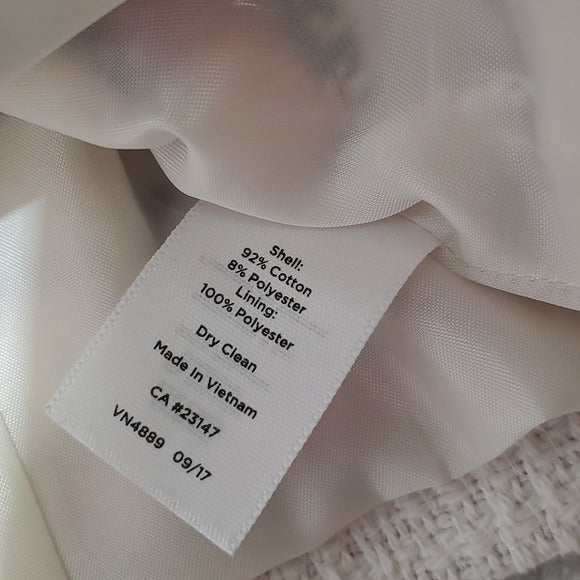 Shell:
92% Cotton
8% Polyester
Lining:
100% Polyester
Dry Clean
Made In Vietnam
CA #23147
VN4889 09/17